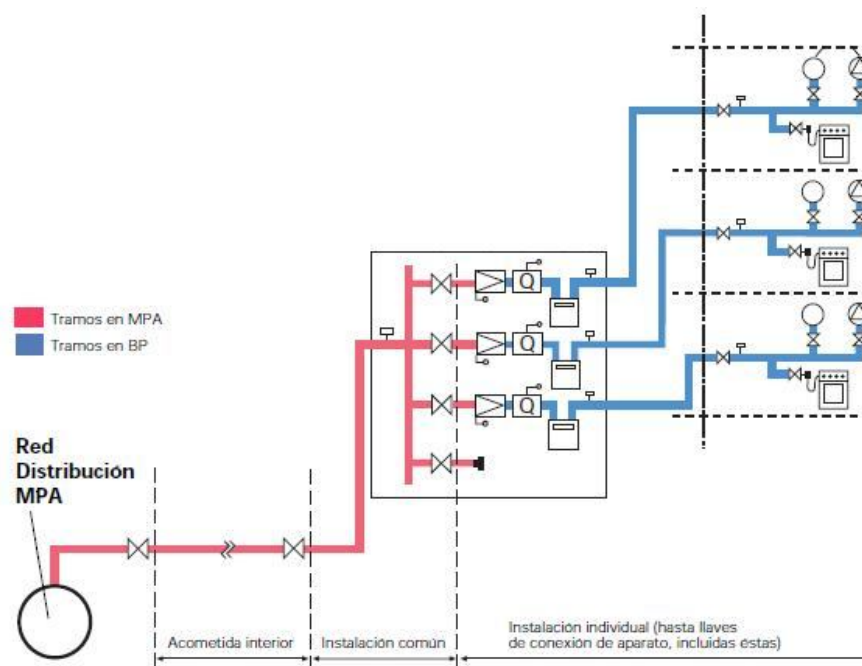 Tramos en MPA
Tramos en BP
Red
Distribución
MPA
Q
Q
Q
Acometida interior
Instalación común
Instalación individual (hasta llaves
de conexión de aparato, incluidas éstas)